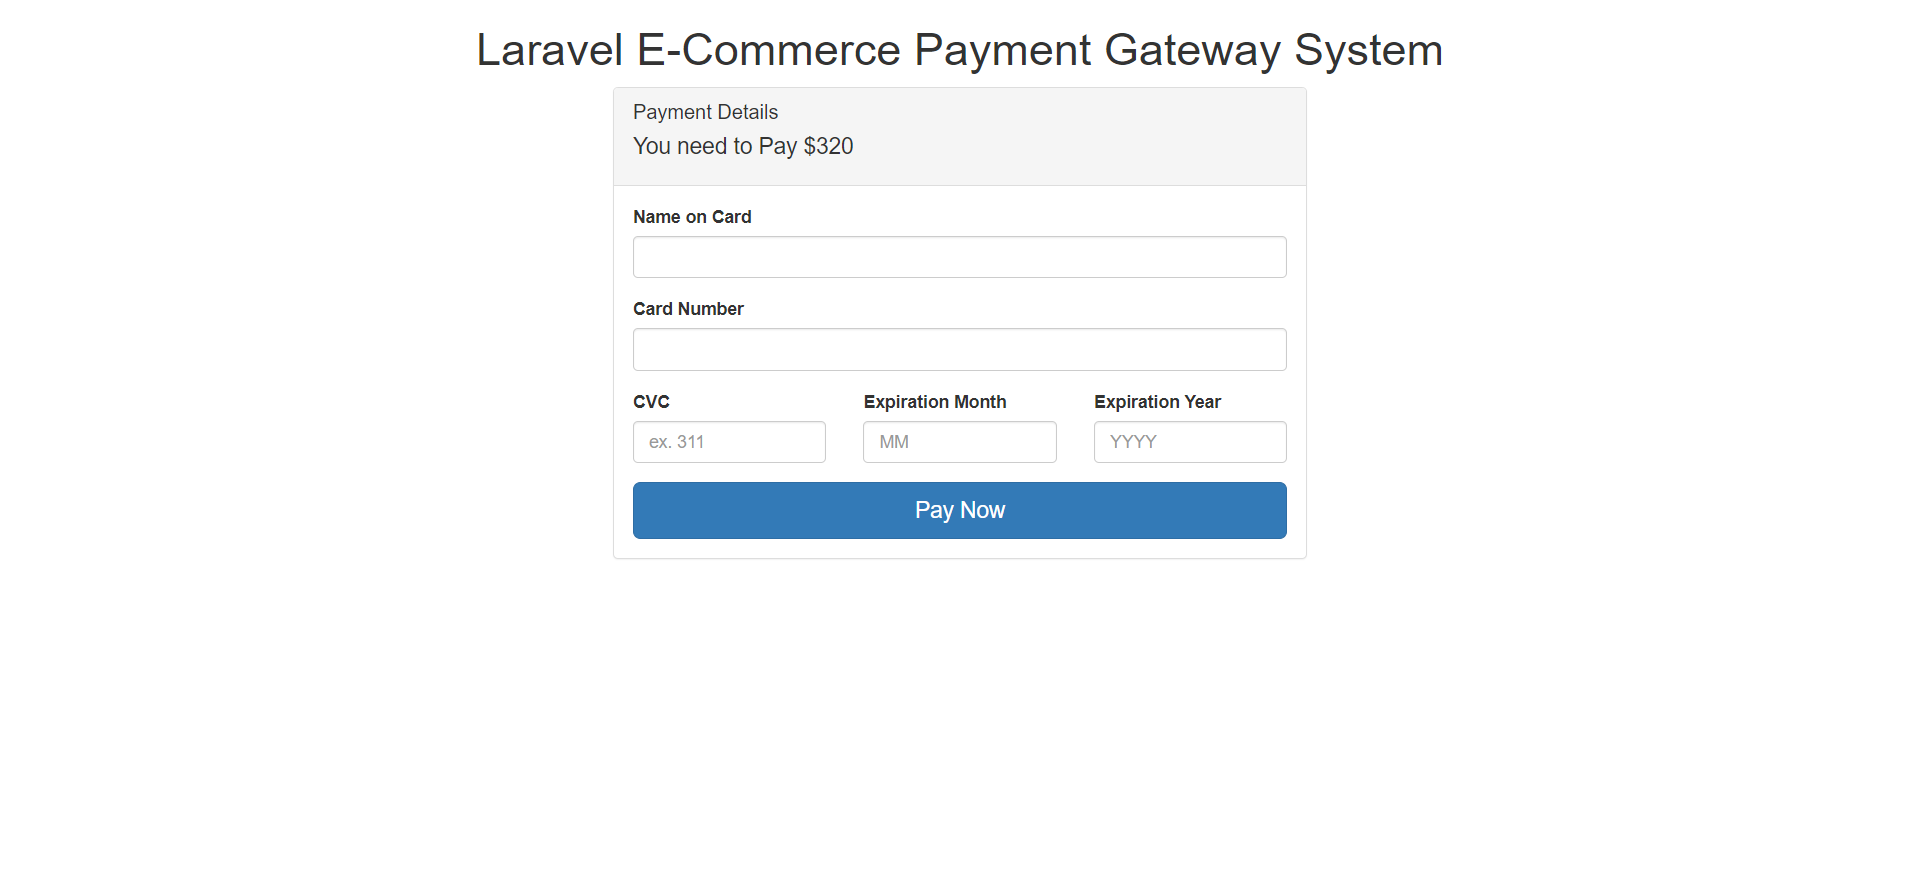 Laravel E-Commerce Payment Gateway System
Payment Details
You need to Pay $320
Name on Card
Card Number
CVC Expiration Month Expiration Year
ex. 311 MM YYYY
Pay Now